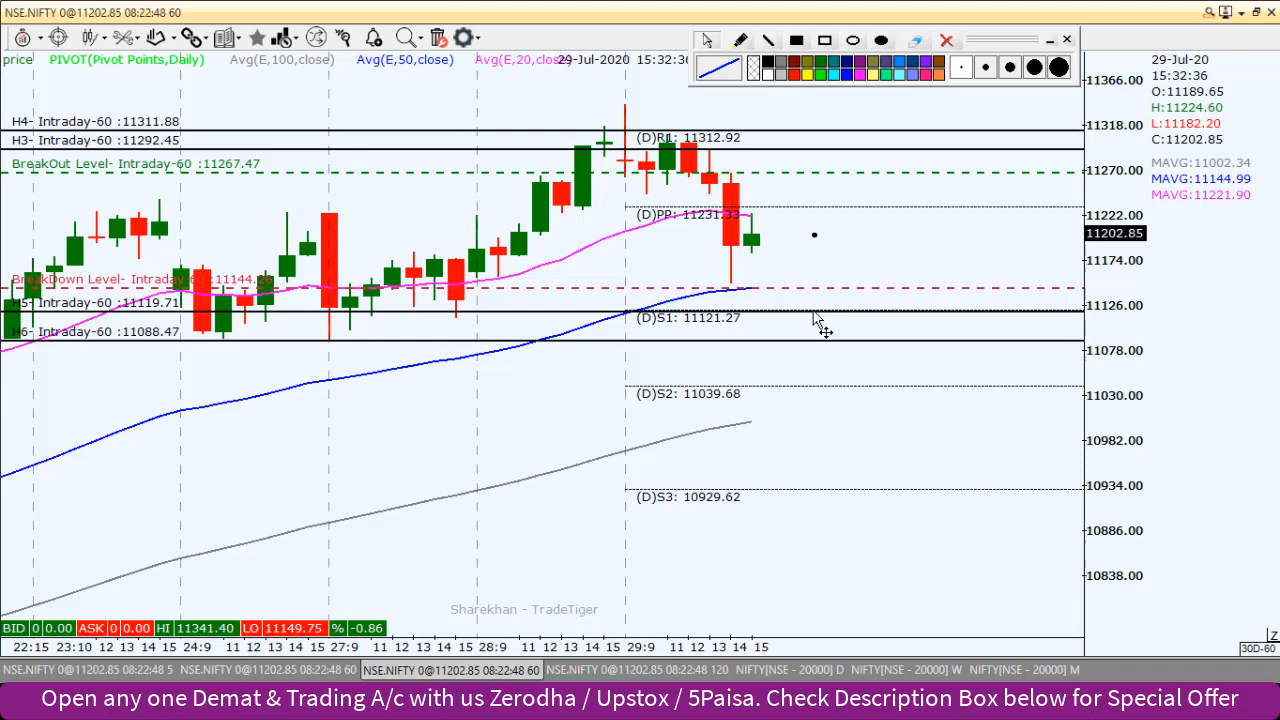 NSE.NIFTY 0@11202.85 08:22:48 60
price PIVOT(Pivot Points,Daily) Avg(E,100,close) Avg(E,50,close) Avg(E,20,close) 29-Jul-2020 15:32:36
29-Jul-20
15:32:36
O:11189.65
H:11224.60
L:11182.20
C:11202.85
MAVG:11002.34
MAVG:11144.99
MAVG:11221.90
11366.00
11318.00
11270.00
11222.00
11202.85
11174.00
11126.00
11078.00
11030.00
10982.00
10934.00
10886.00
10838.00
H4- Intraday-60 :11311.88
H3- Intraday-60 :11292.45
BreakOut Level- Intraday-60 :11267.47
BreakDown Level- Intraday-60 :11144.26
H5- Intraday-60 :11119.71
H6- Intraday-60 :11088.47
(D)R1: 11312.92
(D)PP: 11231.33
(D)S1: 11121.27
(D)S2: 11039.68
(D)S3: 10929.62
Sharekhan - TradeTiger
BID 0 0.00 ASK 0 0.00 HI 11341.40 LO 11149.75 % -0.86
22:15 23:10 12 13 14 15 24:9 11 12 13 14 15 27:9 11 12 13 14 15 28:9 11 12 13 14 15 29:9 11 12 13 14 15
Z
30D-60
NSE.NIFTY 0@11202.85 08:22:48 5 NSE.NIFTY 0@11202.85 08:22:48 60 NSE.NIFTY 0@11202.85 08:22:48 60 NSE.NIFTY 0@11202.85 08:22:48 120 NIFTY[NSE - 20000] D NIFTY[NSE - 20000] W NIFTY[NSE - 20000] M
Open any one Demat & Trading A/c with us Zerodha / Upstox / 5Paisa. Check Description Box below for Special Offer